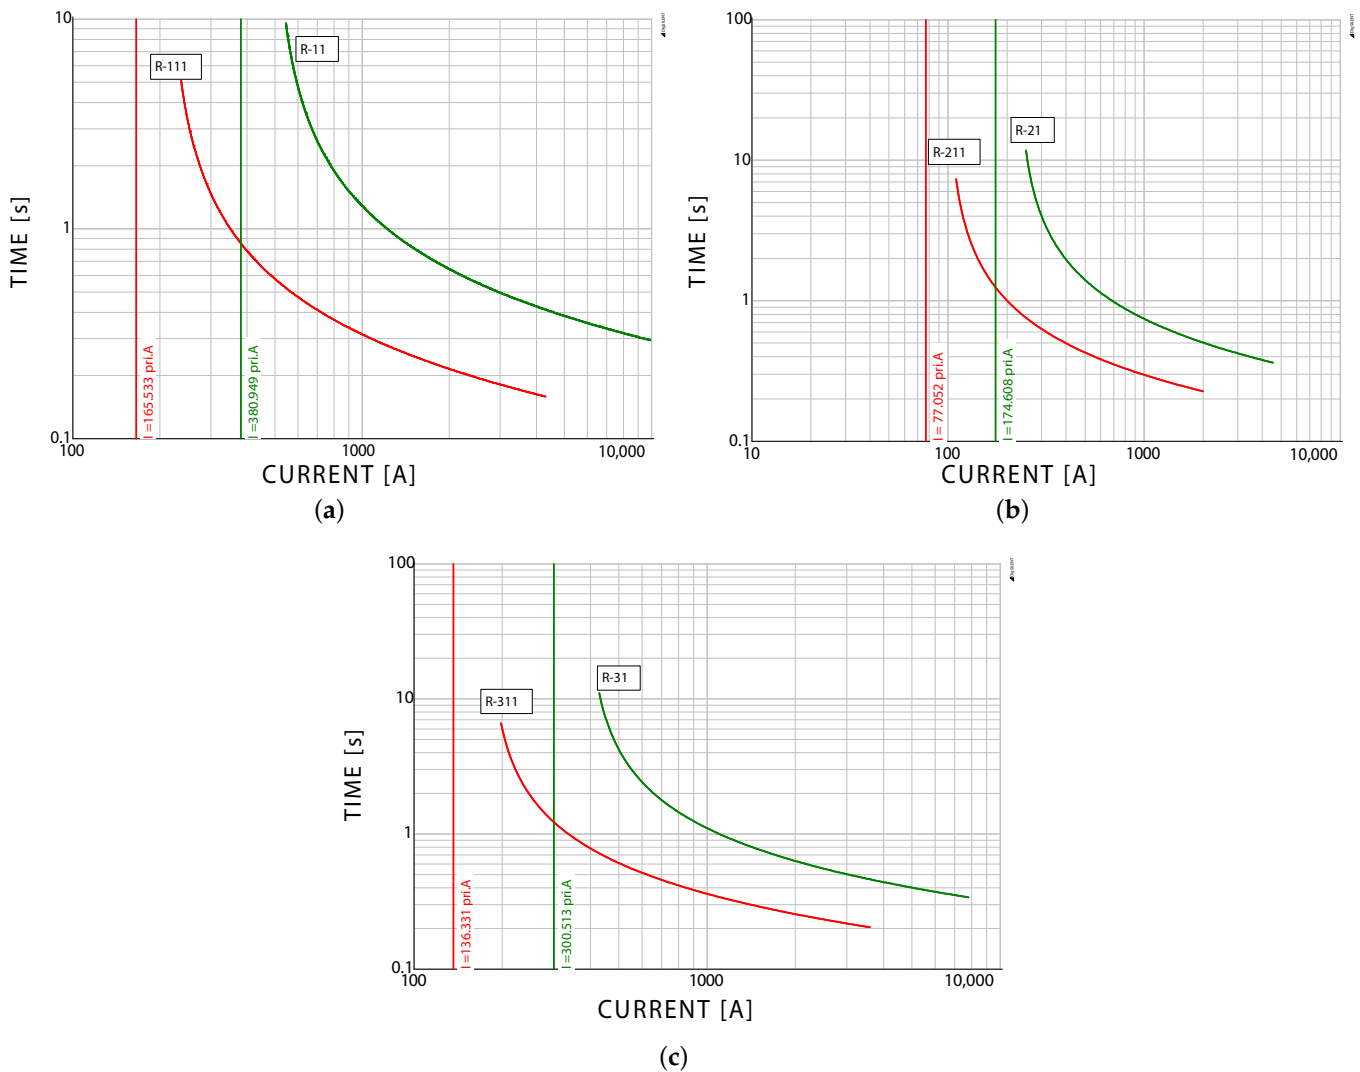 10
1
0.1
TIME [s]
R-111
R-11
I =165.533 pri.A
I =380.949 pri.A
100
1000
10,000
CURRENT [A]
(a)
100
10
1
0.1
TIME [s]
R-211
R-21
I = 77.052 pri.A
I =174.608 pri.A
10
100
1000
10,000
CURRENT [A]
(b)
100
10
1
0.1
TIME [s]
R-311
R-31
I =136.331 pri.A
I =300.513 pri.A
100
1000
10,000
CURRENT [A]
(c)